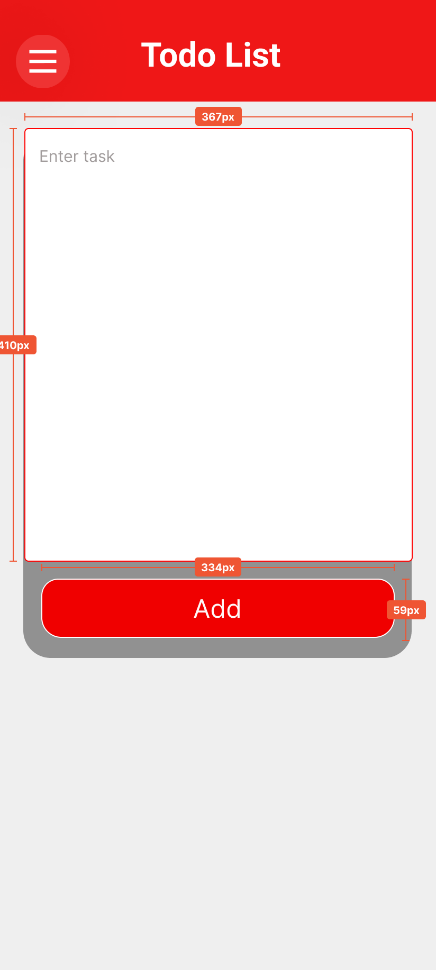 Todo List
367px
Enter task
410px
334px
Add
59px